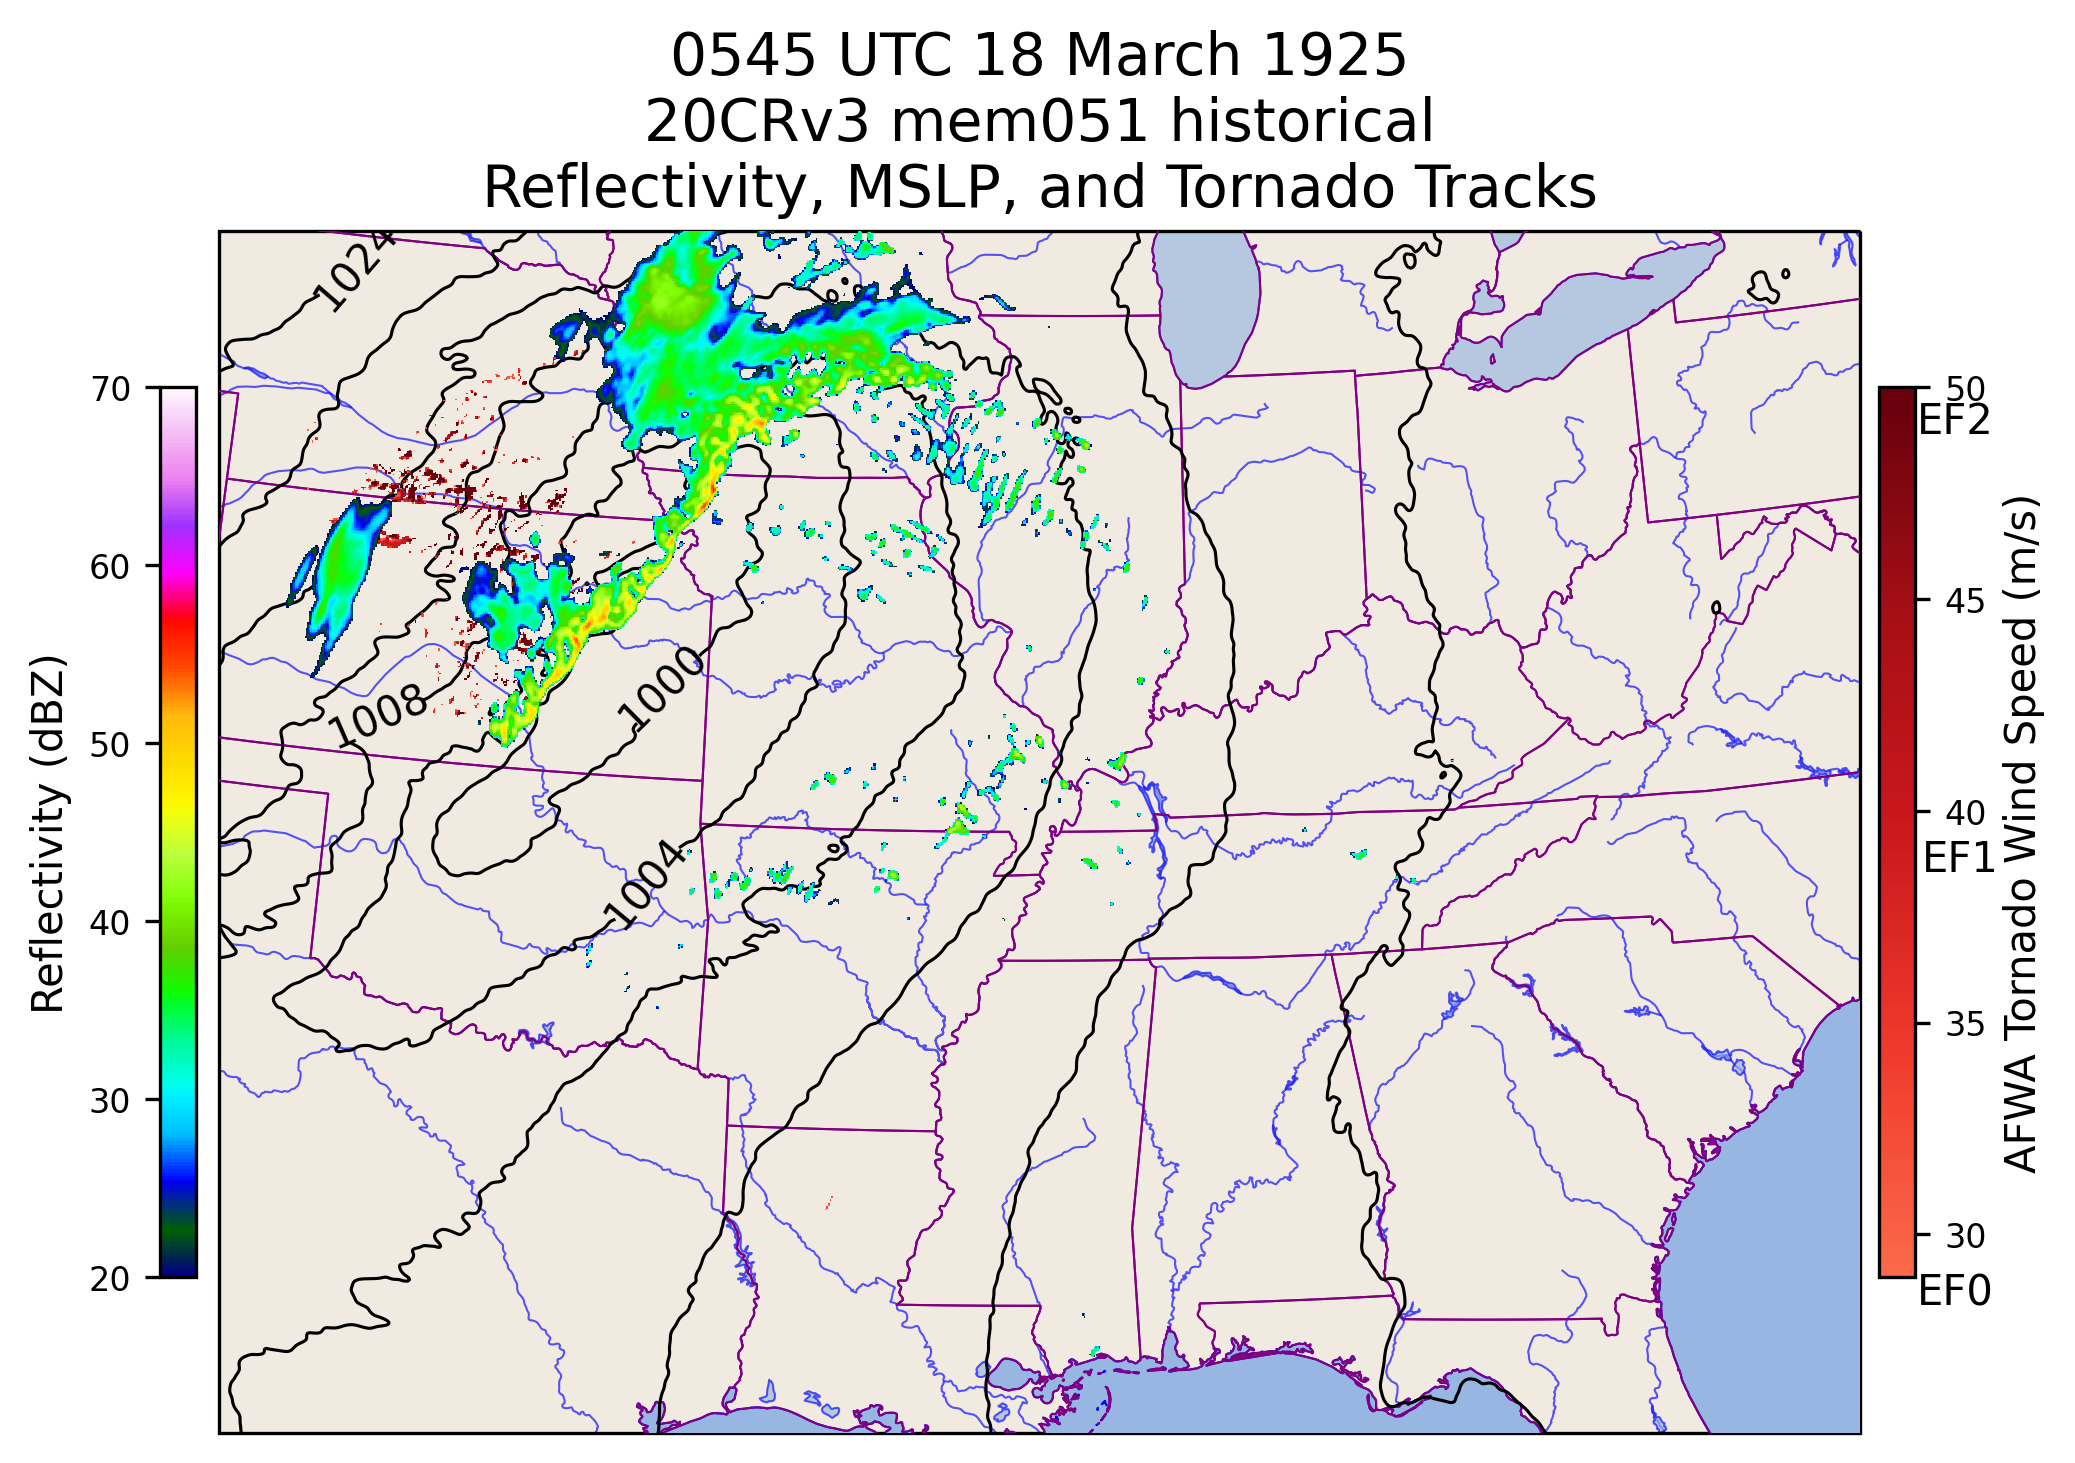 0545 UTC 18 March 1925
20CRv3 mem051 historical
Reflectivity, MSLP, and Tornado Tracks
1024
1008
1000
1004
70
60
50
40
30
20
Reflectivity (dBZ)
50
EF2
45
40
EF1
35
30
EF0
AFWA Tornado Wind Speed (m/s)